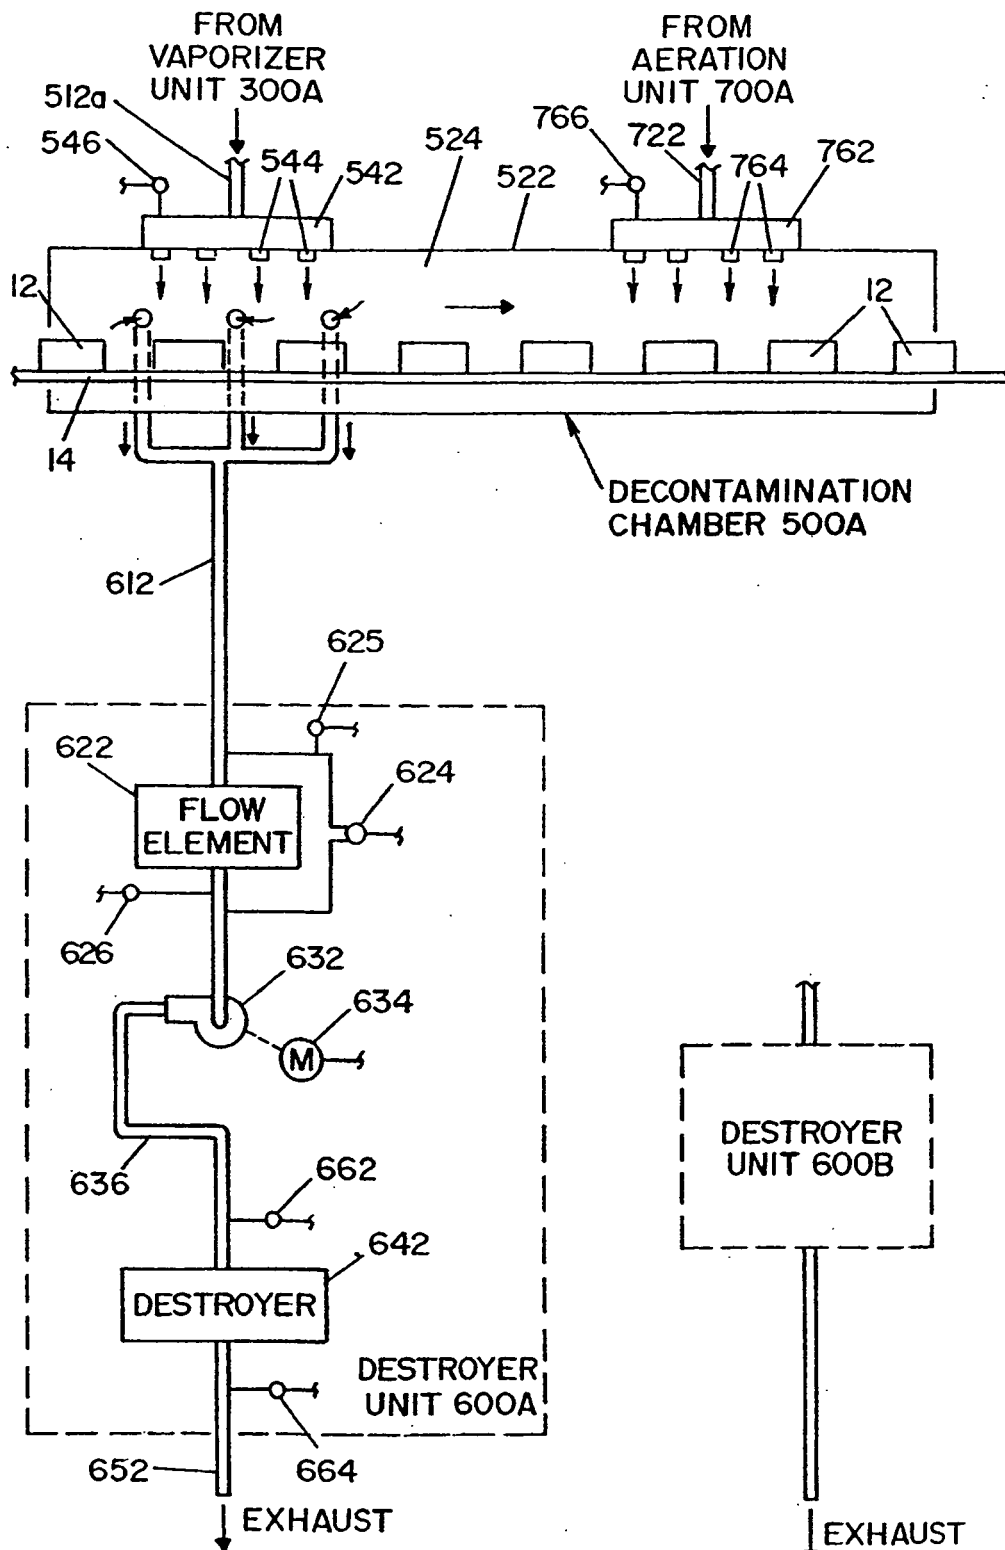 FROM
VAPORIZER
UNIT 300A
FROM
AERATION
UNIT 700A
512a
546
544
542
524
522
766
722
764
762
12
12
14
DECONTAMINATION
CHAMBER 500A
612
625
622
624
FLOW
ELEMENT
626
632
634
M
636
662
642
DESTROYER
DESTROYER
UNIT 600A
664
652
EXHAUST
DESTROYER
UNIT 600B
EXHAUST